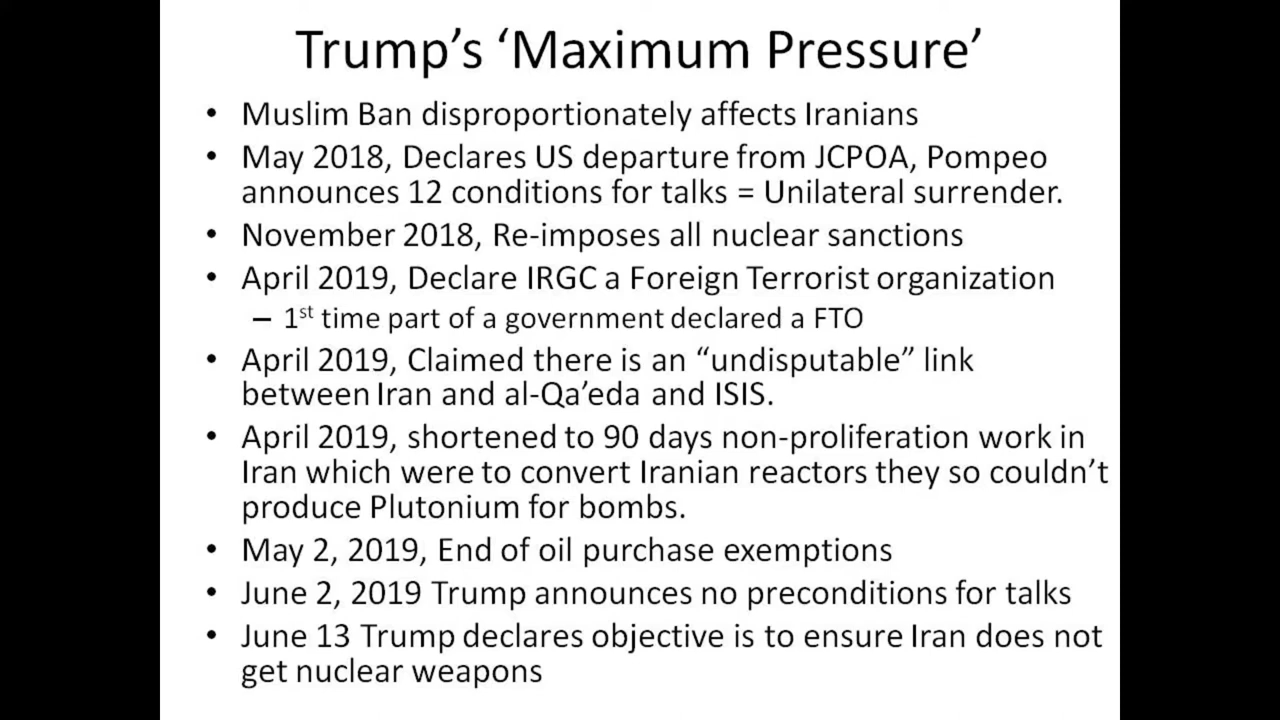 Trump’s ‘Maximum Pressure’
• Muslim Ban disproportionately affects Iranians
• May 2018, Declares US departure from JCPOA, Pompeo
announces 12 conditions for talks = Unilateral surrender.
• November 2018, Re-imposes all nuclear sanctions
• April 2019, Declare IRGC a Foreign Terrorist organization
– 1st time part of a government declared a FTO
• April 2019, Claimed there is an “undisputable” link
between Iran and al-Qa’eda and ISIS.
• April 2019, shortened to 90 days non-proliferation work in
Iran which were to convert Iranian reactors they so couldn’t
produce Plutonium for bombs.
• May 2, 2019, End of oil purchase exemptions
• June 2, 2019 Trump announces no preconditions for talks
• June 13 Trump declares objective is to ensure Iran does not
get nuclear weapons